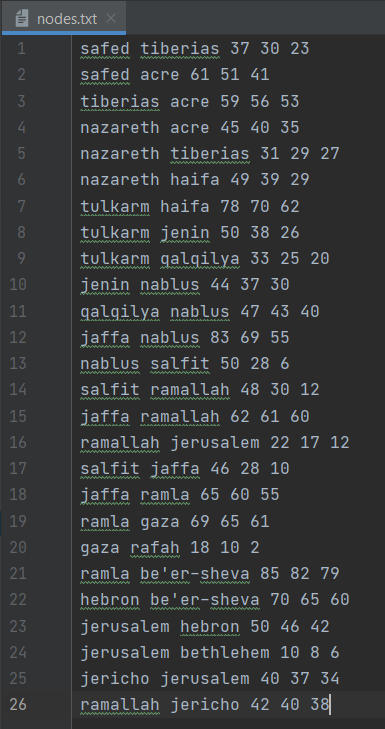 nodes.txt
1 safed tiberias 37 30 23
2 safed acre 61 51 41
3 tiberias acre 59 56 53
4 nazareth acre 45 40 35
5 nazareth tiberias 31 29 27
6 nazareth haifa 49 39 29
7 tulkarm haifa 78 70 62
8 tulkarm jenin 50 38 26
9 tulkarm qalqilya 33 25 20
10 jenin nablus 44 37 30
11 qalqilya nablus 47 43 40
12 jaffa nablus 83 69 55
13 nablus salfit 50 28 6
14 salfit ramallah 48 30 12
15 jaffa ramallah 62 61 60
16 ramallah jerusalem 22 17 12
17 salfit jaffa 46 28 10
18 jaffa ramla 65 60 55
19 ramla gaza 69 65 61
20 gaza rafah 18 10 2
21 ramla be'er-sheva 85 82 79
22 hebron be'er-sheva 70 65 60
23 jerusalem hebron 50 46 42
24 jerusalem bethlehem 10 8 6
25 jericho jerusalem 40 37 34
26 ramallah jericho 42 40 38